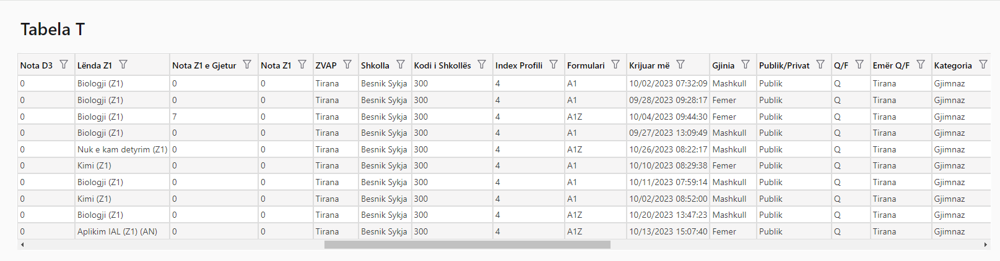 Tabela T
Nota D3 Lënda Z1 Nota Z1 e Gjetur Nota Z1 ZVAP Shkolla Kodi i Shkollës Index Profili Formulari Krijuar më Gjinia Publik/Privat Q/F Emër Q/F Kategoria
0 Biologji (Z1) 0 0 Tirana Besnik Sykja 300 4 A1 10/02/2023 07:32:09 Mashkull Publik Q Tirana Gjimnaz
0 Biologji (Z1) 0 0 Tirana Besnik Sykja 300 4 A1 09/28/2023 09:28:17 Femer Publik Q Tirana Gjimnaz
0 Biologji (Z1) 7 0 Tirana Besnik Sykja 300 4 A1Z 10/04/2023 09:44:30 Femer Publik Q Tirana Gjimnaz
0 Biologji (Z1) 0 0 Tirana Besnik Sykja 300 4 A1 09/27/2023 13:09:49 Mashkull Publik Q Tirana Gjimnaz
0 Nuk e kam detyrim (Z1) 0 0 Tirana Besnik Sykja 300 4 A1Z 10/26/2023 08:22:17 Mashkull Publik Q Tirana Gjimnaz
0 Kimi (Z1) 0 0 Tirana Besnik Sykja 300 4 A1 10/10/2023 08:29:38 Femer Publik Q Tirana Gjimnaz
0 Biologji (Z1) 0 0 Tirana Besnik Sykja 300 4 A1 10/11/2023 07:59:14 Mashkull Publik Q Tirana Gjimnaz
0 Kimi (Z1) 0 0 Tirana Besnik Sykja 300 4 A1 10/02/2023 08:52:00 Mashkull Publik Q Tirana Gjimnaz
0 Biologji (Z1) 0 0 Tirana Besnik Sykja 300 4 A1Z 10/20/2023 13:47:23 Mashkull Publik Q Tirana Gjimnaz
0 Aplikim IAL (Z1) (AN) 0 0 Tirana Besnik Sykja 300 4 A1Z 10/13/2023 15:07:40 Femer Publik Q Tirana Gjimnaz